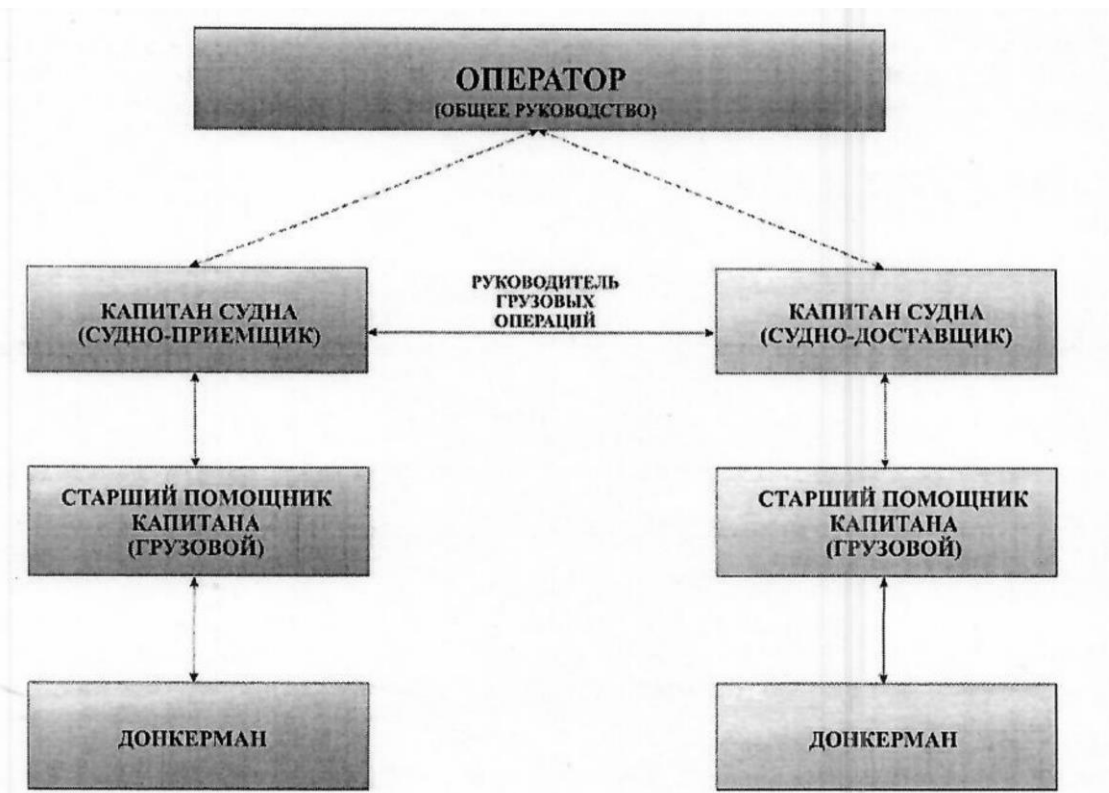 ОПЕРАТОР
(ОБЩЕЕ РУКОВОДСТВО)
КАПИТАН СУДНА
(СУДНО-ПРИЕМЩИК)
РУКОВОДИТЕЛЬ
ГРУЗОВЫХ
ОПЕРАЦИЙ
КАПИТАН СУДНА
(СУДНО-ДОСТАВЩИК)
СТАРШИЙ ПОМОЩНИК
КАПИТАНА
(ГРУЗОВОЙ)
СТАРШИЙ ПОМОЩНИК
КАПИТАНА
(ГРУЗОВОЙ)
ДОНКЕРМАН
ДОНКЕРМАН